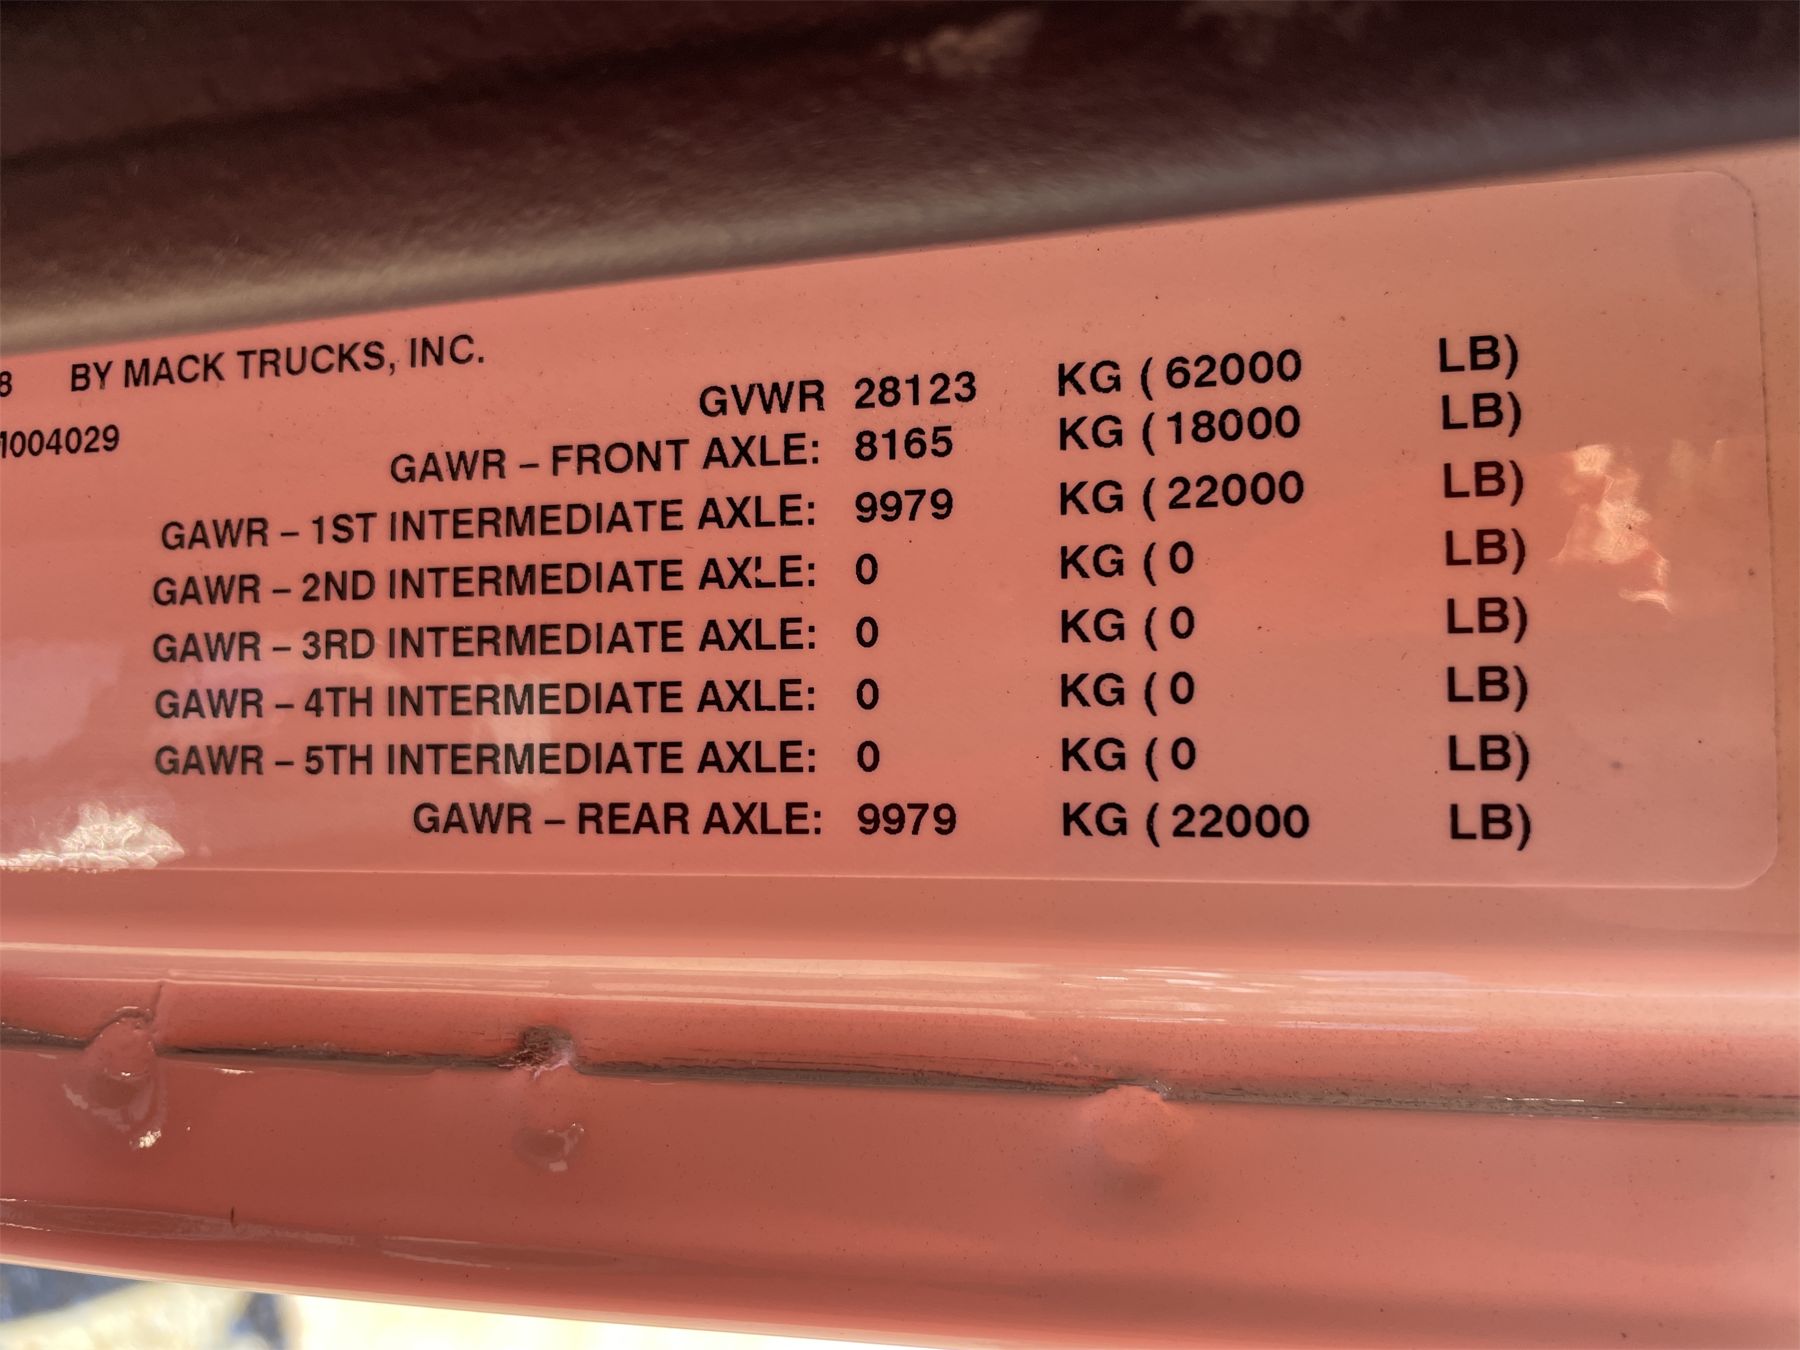 8 BY MACK TRUCKS, INC.
1004029
GVWR 28123 KG (62000 LB)
GAWR – FRONT AXLE: 8165 KG (18000 LB)
GAWR – 1ST INTERMEDIATE AXLE: 9979 KG (22000 LB)
GAWR – 2ND INTERMEDIATE AXLE: 0 KG (0 LB)
GAWR – 3RD INTERMEDIATE AXLE: 0 KG (0 LB)
GAWR – 4TH INTERMEDIATE AXLE: 0 KG (0 LB)
GAWR – 5TH INTERMEDIATE AXLE: 0 KG (0 LB)
GAWR – REAR AXLE: 9979 KG (22000 LB)